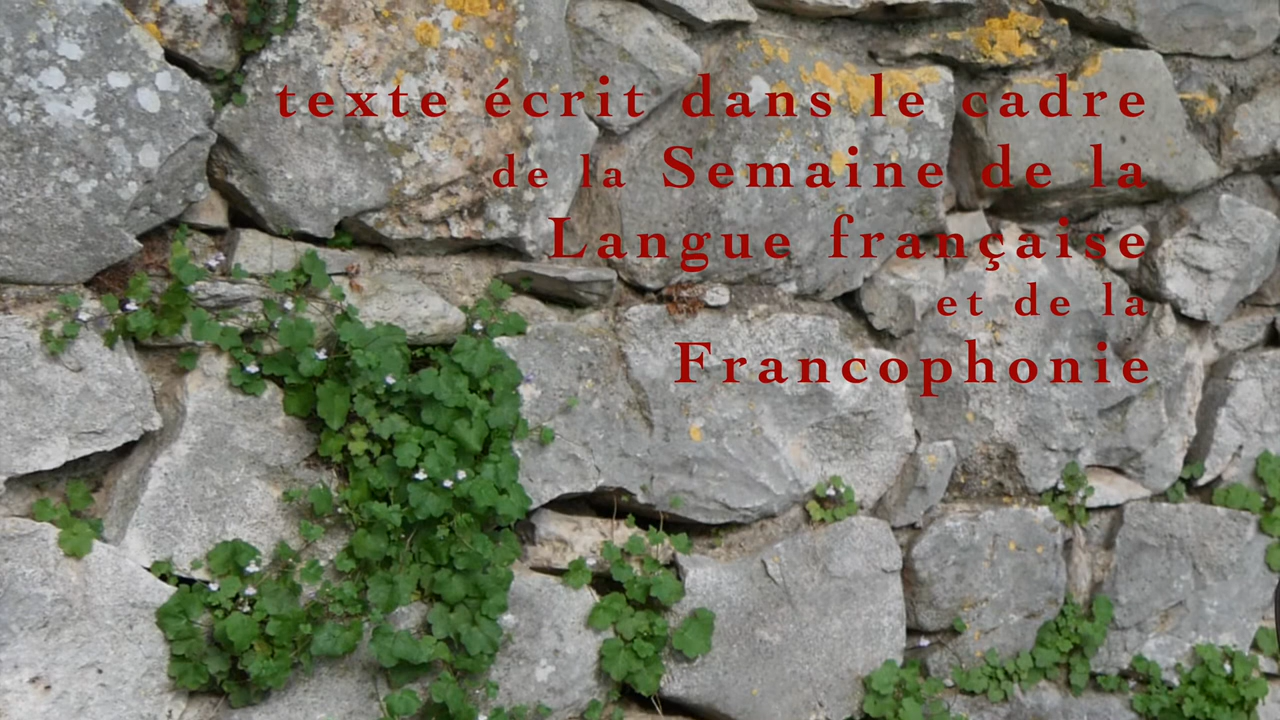 texte écrit dans le cadre
de la Semaine de la
Langue française
et de la
Francophonie